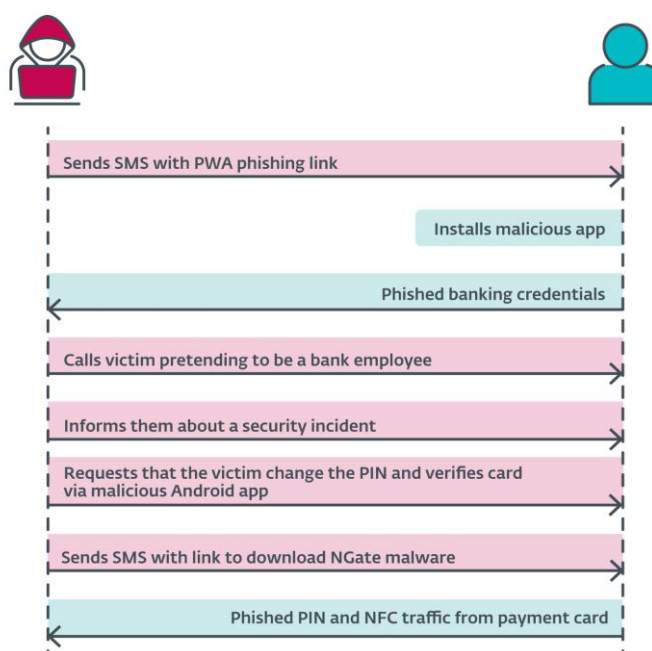 Sends SMS with PWA phishing link
Installs malicious app
Phished banking credentials
Calls victim pretending to be a bank employee
Informs them about a security incident
Requests that the victim change the PIN and verifies card
via malicious Android app
Sends SMS with link to download NGate malware
Phished PIN and NFC traffic from payment card